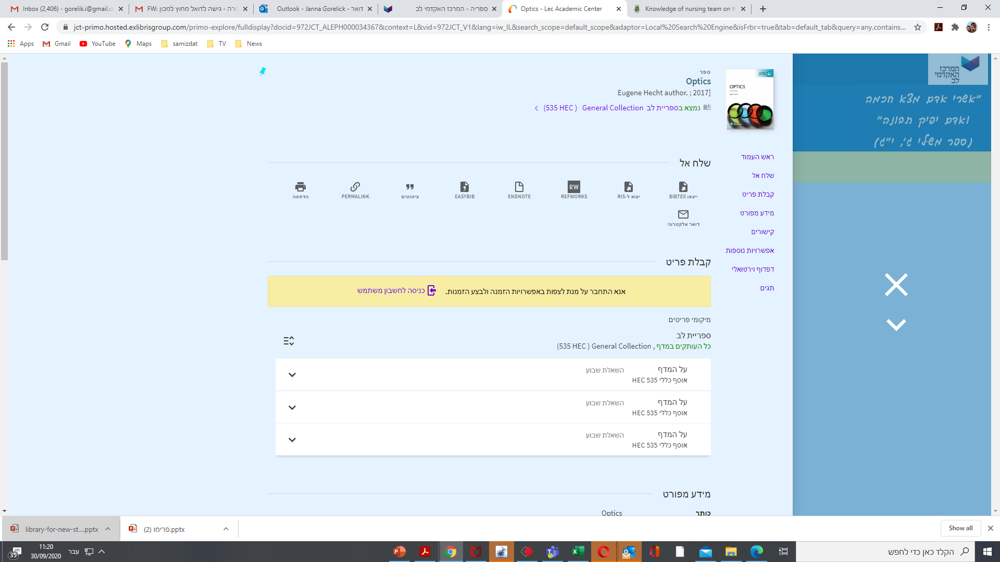 Inbox (2,406) - gorelik.i@gmail.c
FW: גישה לדואל מחוץ למכון - ורה
Outlook - Janna Gorelick - דואר
ספריה - המרכז האקדמי לב
Optics - Lec Academic Center
Knowledge of nursing team on t
jct-primo.hosted.exlibrisgroup.com/primo-explore/fulldisplay?docid=972JCT_ALEPH000034367&context=L&vid=972JCT_V1&lang=iw_IL&search_scope=default_scope&adaptor=Local%20Search%20Engine&isFrbr=true&tab=default_tab&query=any,contains...
Apps Gmail YouTube Maps samizdat TV News
המרכז
האקדמי
לב
"אשרי אדם מצא חכמה
ואדם יפיק תבונה"
(ספר משלי ג', י"ג)
OPTICS
ספר
Optics
Eugene Hecht author. ; 2017]
נמצא בספריית לב General Collection (535 HEC )
ראש העמוד
שלח אל
קבלת פריט
מידע מפורט
קישורים
אפשרויות נוספות
דפדוף וירטואלי
תגים
שלח אל
ייצאו BIBTEX
יצוא ל-RIS
RW
REFWORKS
ENDNOTE
EASYBIB
ציטוטים
PERMALINK
הדפסה
דואר אלקטרוני
קבלת פריט
אנא התחבר על מנת לצפות באפשרויות הזמנה ולבצע הזמנות. כניסה לחשבון משתמש
מיקומי פריטים
ספריית לב
כל העותקים במדף , General Collection (535 HEC )
על המדף השאלת שבוע
אוסף כללי 535 HEC
על המדף השאלת שבוע
אוסף כללי 535 HEC
על המדף השאלת שבוע
אוסף כללי 535 HEC
מידע מפורט
כותר Optics
library-for-new-st....pptx
פרימו (2).pptx
Show all
35
11:20
30/09/2020
עבר
הקלד כאן כדי לחפש